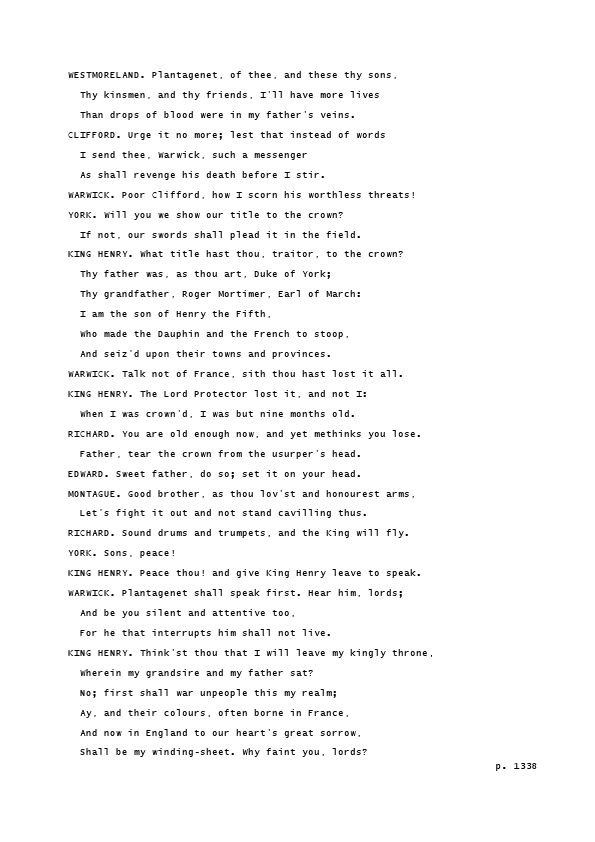 WESTMORELAND. Plantagenet, of thee, and these thy sons,
Thy kinsmen, and thy friends, I'll have more lives
Than drops of blood were in my father's veins.
CLIFFORD. Urge it no more; lest that instead of words
I send thee, Warwick, such a messenger
As shall revenge his death before I stir.
WARWICK. Poor Clifford, how I scorn his worthless threats!
YORK. Will you we show our title to the crown?
If not, our swords shall plead it in the field.
KING HENRY. What title hast thou, traitor, to the crown?
Thy father was, as thou art, Duke of York;
Thy grandfather, Roger Mortimer, Earl of March:
I am the son of Henry the Fifth,
Who made the Dauphin and the French to stoop,
And seiz'd upon their towns and provinces.
WARWICK. Talk not of France, sith thou hast lost it all.
KING HENRY. The Lord Protector lost it, and not I:
When I was crown'd, I was but nine months old.
RICHARD. You are old enough now, and yet methinks you lose.
Father, tear the crown from the usurper's head.
EDWARD. Sweet father, do so; set it on your head.
MONTAGUE. Good brother, as thou lov'st and honourest arms,
Let's fight it out and not stand cavilling thus.
RICHARD. Sound drums and trumpets, and the King will fly.
YORK. Sons, peace!
KING HENRY. Peace thou! and give King Henry leave to speak.
WARWICK. Plantagenet shall speak first. Hear him, lords;
And be you silent and attentive too,
For he that interrupts him shall not live.
KING HENRY. Think'st thou that I will leave my kingly throne,
Wherein my grandsire and my father sat?
No; first shall war unpeople this my realm;
Ay, and their colours, often borne in France,
And now in England to our heart's great sorrow,
Shall be my winding-sheet. Why faint you, lords?
p. 1338